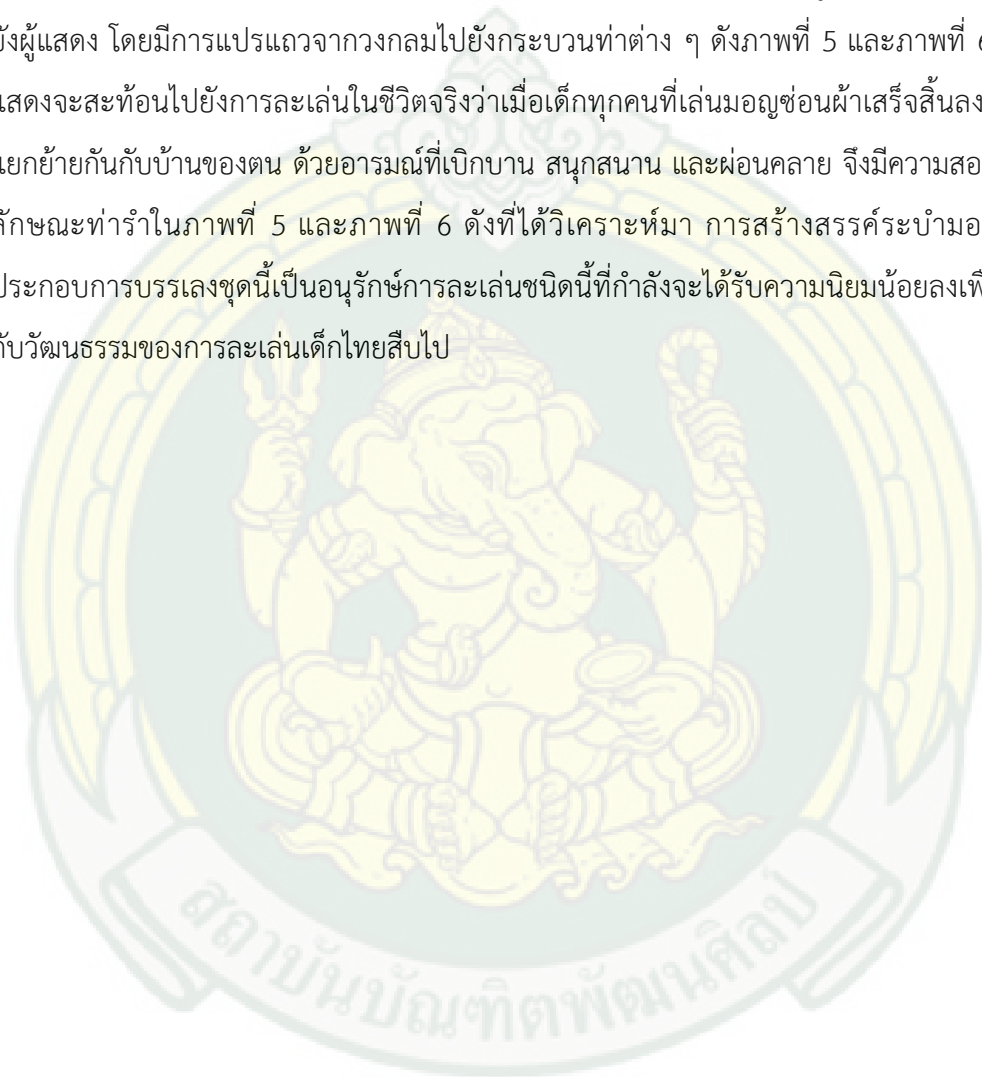 ยังผู้แสดง โดยมีการแปรแถวจากวงกลมไปยังกระบวนท่าต่าง ๆ ดังภาพที่ 5 และภาพที่ 6
แสดงจะสะท้อนไปยังการละเล่นในชีวิตจริงว่าเมื่อเด็กทุกคนที่เล่นมอญซ่อนผ้าเสร็จสิ้นลง
แยกย้ายกันกับบ้านของตน ด้วยอารมณ์ที่เบิกบาน สนุกสนาน และผ่อนคลาย จึงมีความสอ
ลักษณะท่ารำในภาพที่ 5 และภาพที่ 6 ดังที่ได้วิเคราะห์มา การสร้างสรรค์ระบำมอ
ประกอบการบรรเลงชุดนี้เป็นอนุรักษ์การละเล่นชนิดนี้ที่กำลังจะได้รับความนิยมน้อยลงเพื
กับวัฒนธรรมของการละเล่นเด็กไทยสืบไป
สถาบันบัณฑิตพัฒนศิลป์